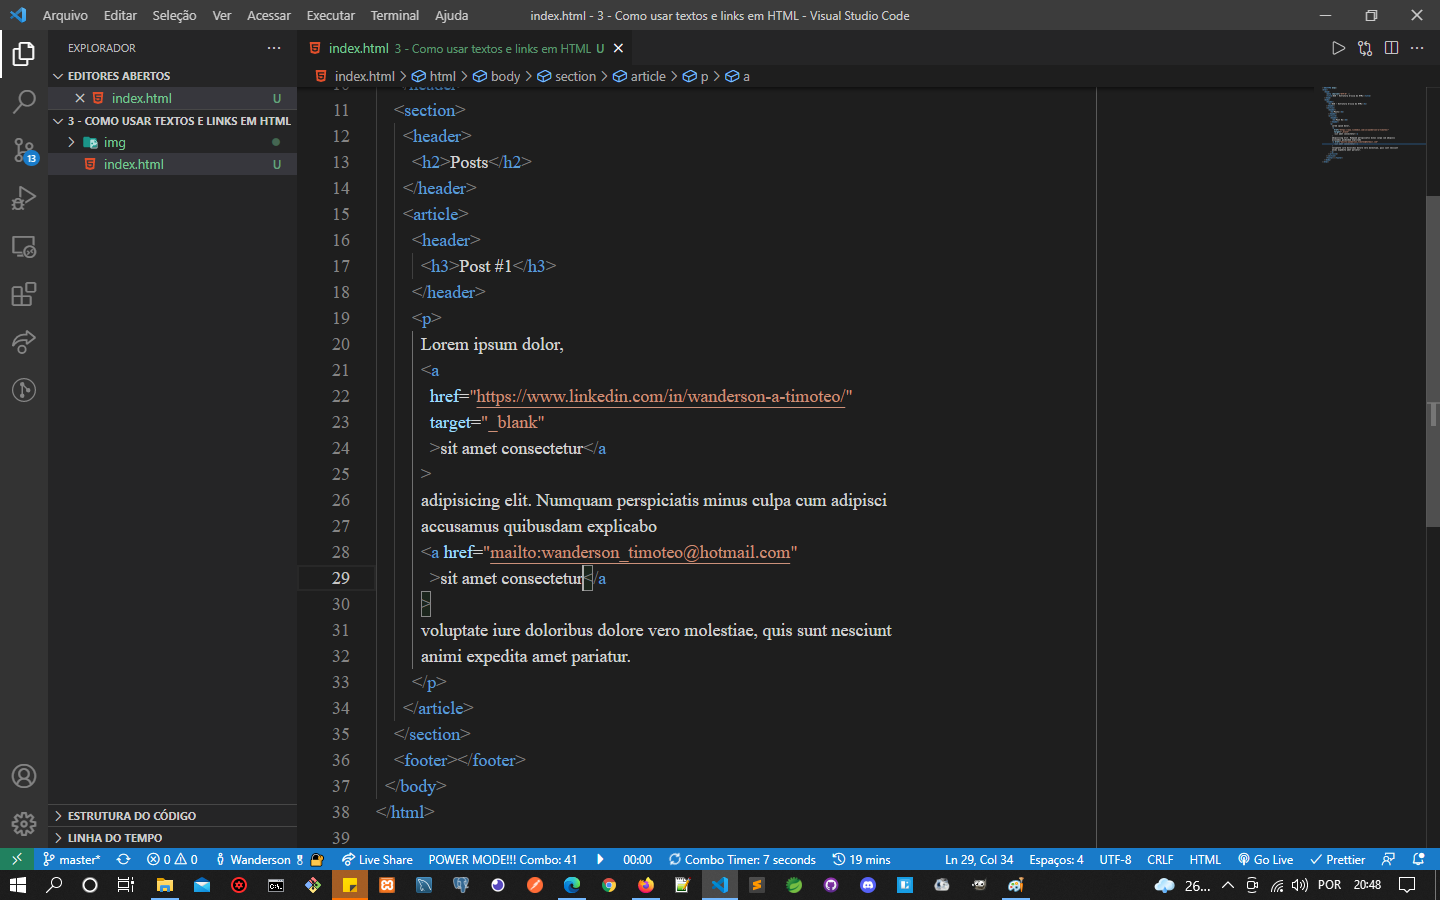 Arquivo Editar Seleção Ver Acessar Executar Terminal Ajuda
index.html - 3 - Como usar textos e links em HTML - Visual Studio Code
EXPLORADOR
index.html 3 - Como usar textos e links em HTML U
EDITORES ABERTOS
index.html > html > body > section > article > p > a
index.html U
3 - COMO USAR TEXTOS E LINKS EM HTML
img
index.html U
11 <section>
12 <header>
13 <h2>Posts</h2>
14 </header>
15 <article>
16 <header>
17 <h3>Post #1</h3>
18 </header>
19 <p>
20 Lorem ipsum dolor,
21 <a
22 href="https://www.linkedin.com/in/wanderson-a-timoteo/"
23 target="_blank"
24 >sit amet consectetur</a
25 >
26 adipisicing elit. Numquam perspiciatis minus culpa cum adipisci
27 accusamus quibusdam explicabo
28 <a href="mailto:wanderson_timoteo@hotmail.com"
29 >sit amet consectetur</a
30 >
31 voluptate iure doloribus dolore vero molestiae, quis sunt nesciunt
32 animi expedita amet pariatur.
33 </p>
34 </article>
35 </section>
36 <footer></footer>
37 </body>
38 </html>
39
13
ESTRUTURA DO CÓDIGO
LINHA DO TEMPO
master* 0 0 Wanderson Live Share POWER MODE!!! Combo: 41 00:00 Combo Timer: 7 seconds 19 mins Ln 29, Col 34 Espaços: 4 UTF-8 CRLF HTML Go Live Prettier
26... POR 20:48